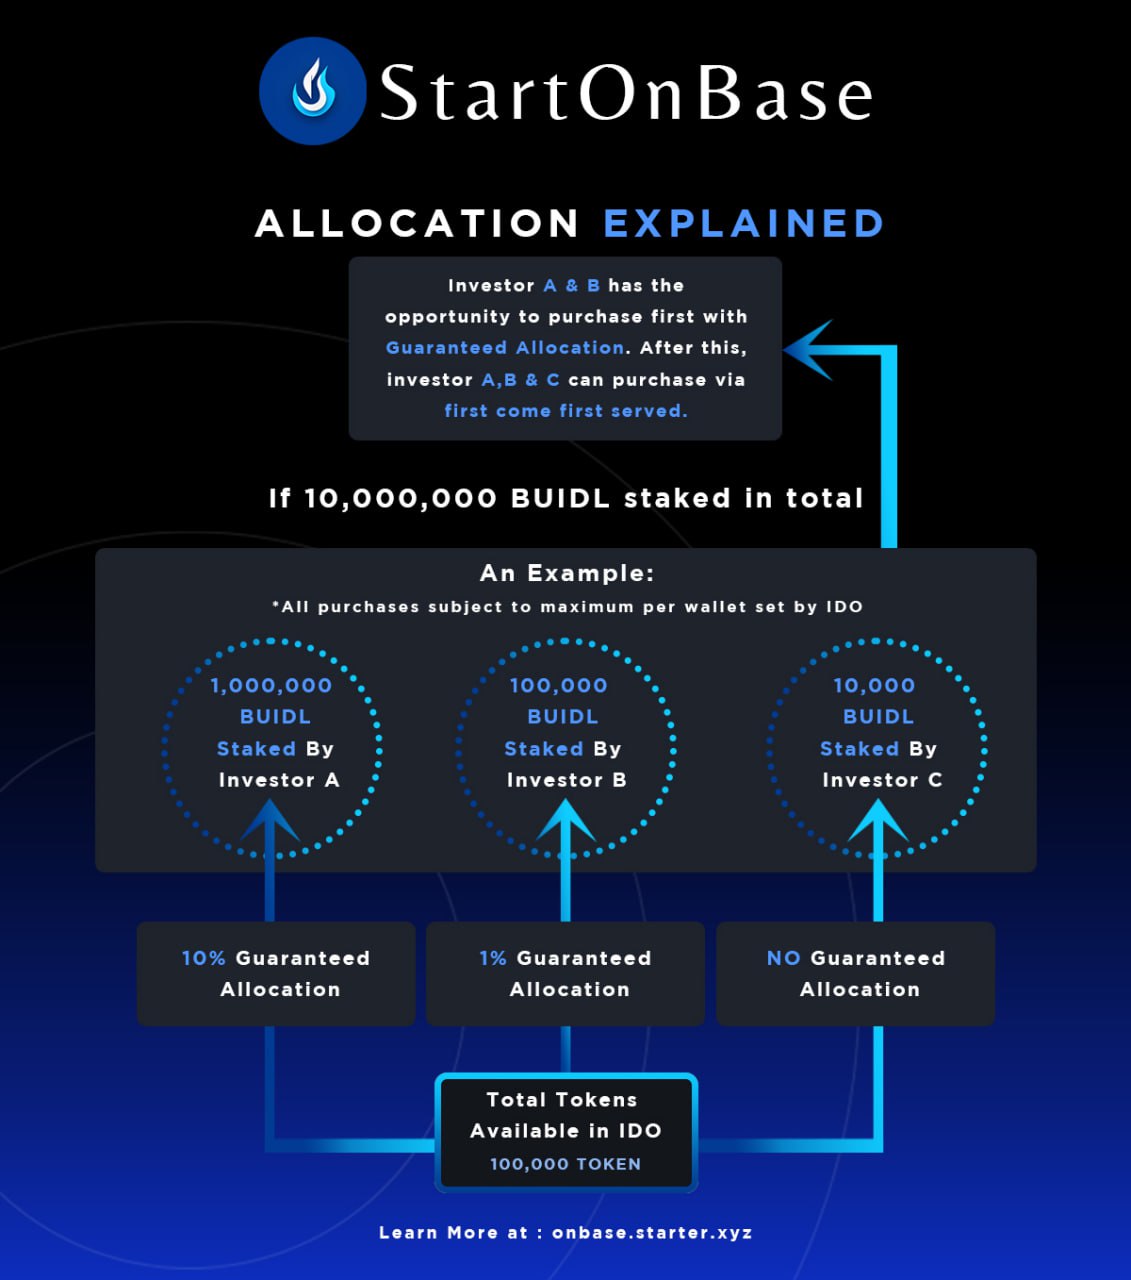 StartOnBase
ALLOCATION EXPLAINED
Investor A & B has the
opportunity to purchase first with
Guaranteed Allocation. After this,
investor A,B & C can purchase via
first come first served.
If 10,000,000 BUIDL staked in total
An Example:
*All purchases subject to maximum per wallet set by IDO
1,000,000
BUIDL
Staked By
Investor A
100,000
BUIDL
Staked By
Investor B
10,000
BUIDL
Staked By
Investor C
10% Guaranteed
Allocation
1% Guaranteed
Allocation
NO Guaranteed
Allocation
Total Tokens
Available in IDO
100,000 TOKEN
Learn More at : onbase.starter.xyz